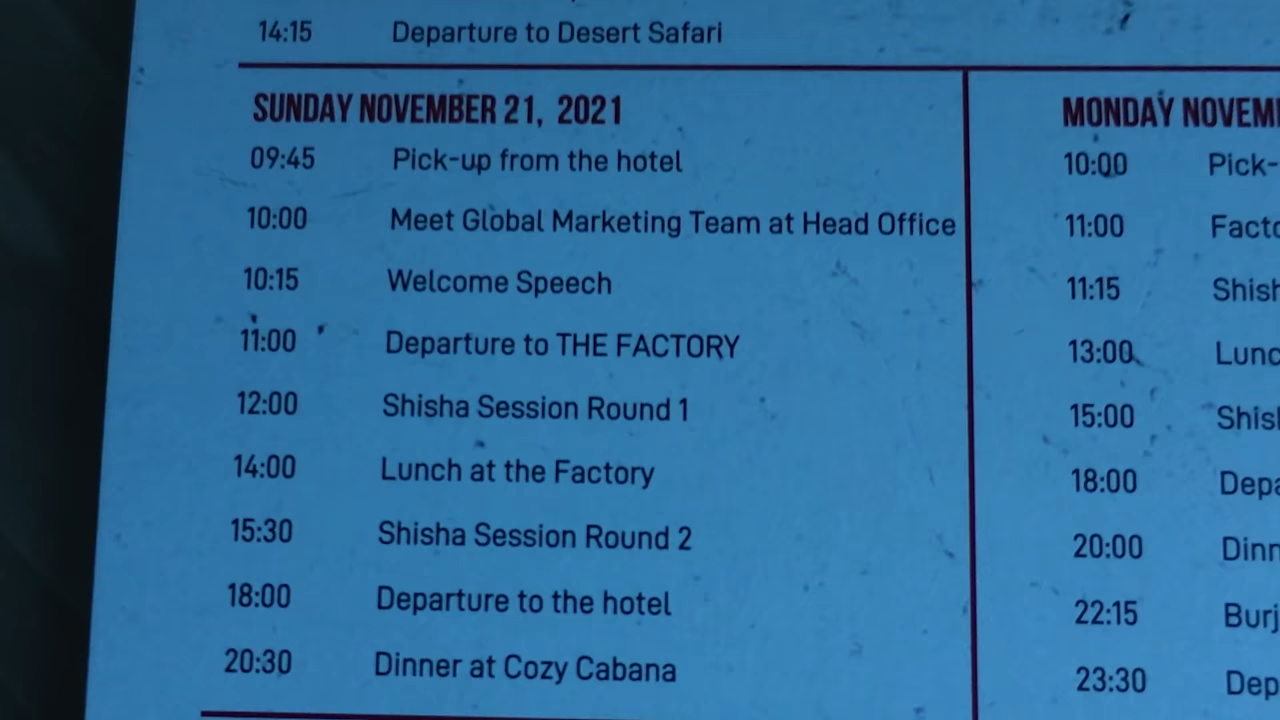 14:15 Departure to Desert Safari
SUNDAY NOVEMBER 21, 2021
09:45 Pick-up from the hotel
10:00 Meet Global Marketing Team at Head Office
10:15 Welcome Speech
11:00 Departure to THE FACTORY
12:00 Shisha Session Round 1
14:00 Lunch at the Factory
15:30 Shisha Session Round 2
18:00 Departure to the hotel
20:30 Dinner at Cozy Cabana
MONDAY
10:00 Pick-
11:00
11:15
13:00
15:00
18:00
20:00
22:15 Burj
23:30